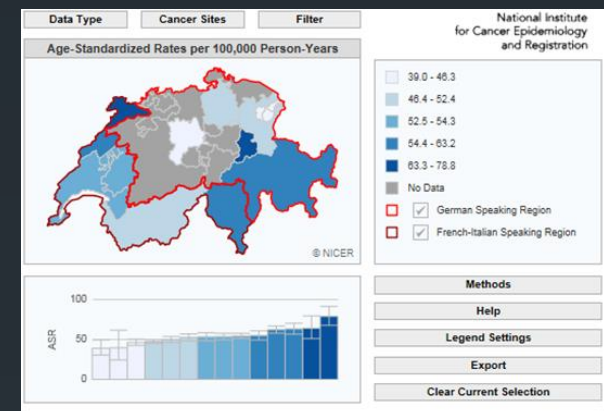 Data Type
Cancer Sites
Filter
National Institute
for Cancer Epidemiology
and Registration
Age-Standardized Rates per 100,000 Person-Years
39.0 - 46.3
46.4 - 52.4
52.5 - 54.3
54.4 - 63.2
63.3 - 78.8
No Data
German Speaking Region
French-Italian Speaking Region
© NICER
100
50
0
ASR
Methods
Help
Legend Settings
Export
Clear Current Selection